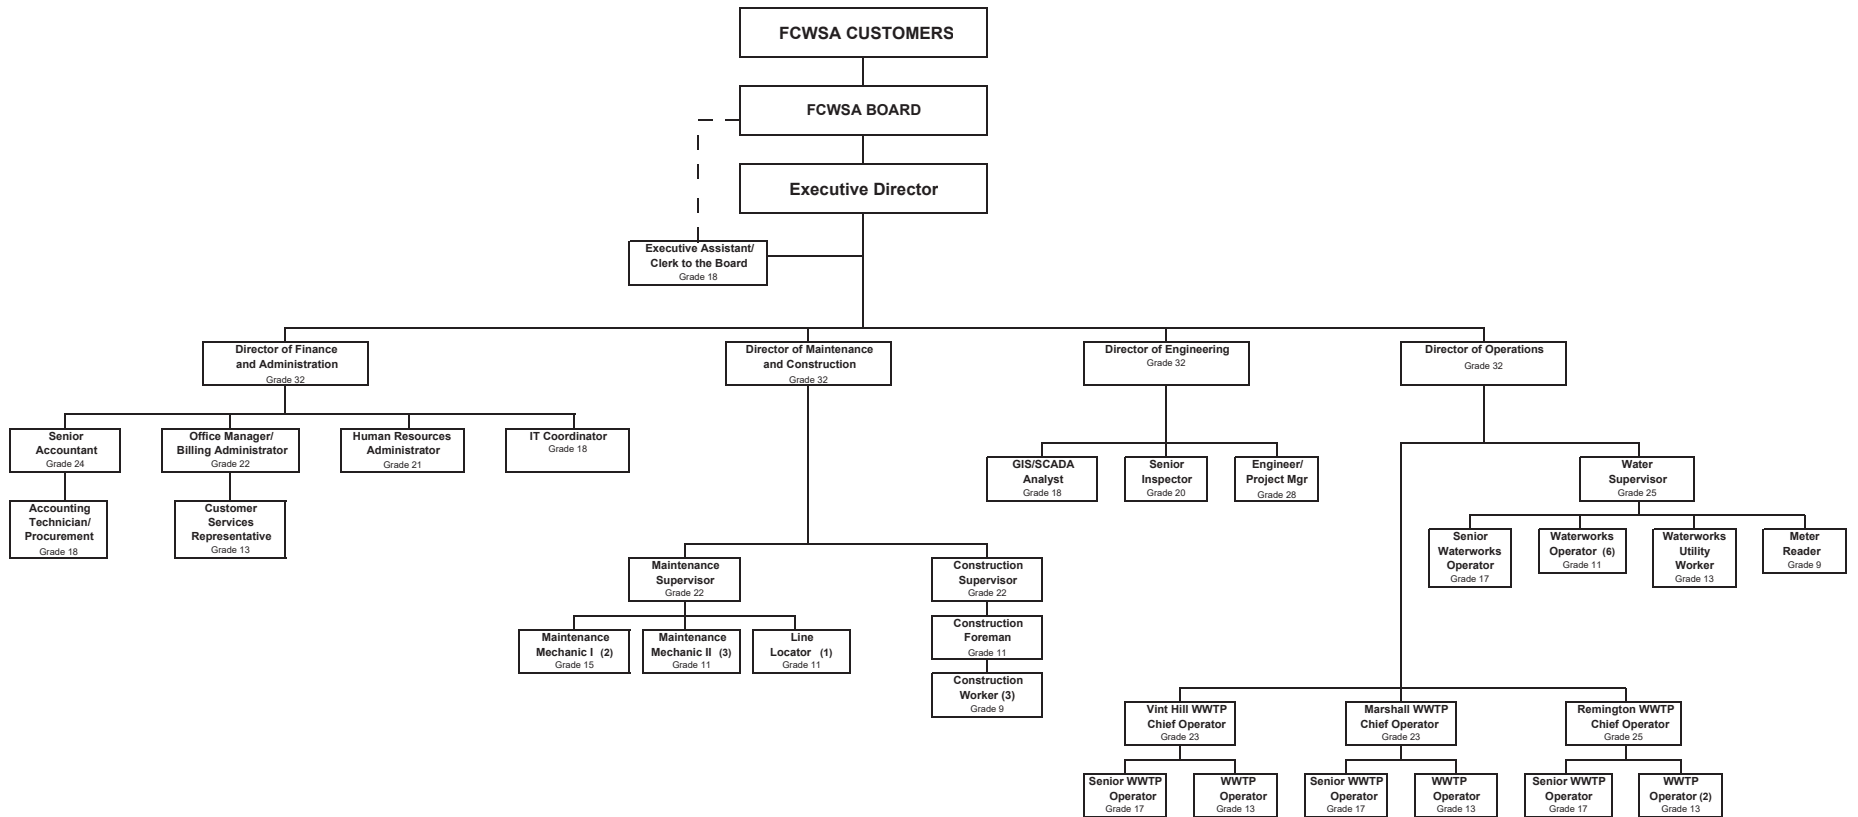 FCWSA CUSTOMERS
FCWSA BOARD
Executive Director
Executive Assistant/
Clerk to the Board
Grade 18
Director of Finance
and Administration
Grade 32
Director of Maintenance
and Construction
Grade 32
Director of Engineering
Grade 32
Director of Operations
Grade 32
Senior
Accountant
Grade 24
Office Manager/
Billing Administrator
Grade 22
Human Resources
Administrator
Grade 21
IT Coordinator
Grade 18
Accounting
Technician/
Procurement
Grade 18
Customer
Services
Representative
Grade 13
GIS/SCADA
Analyst
Grade 18
Senior
Inspector
Grade 20
Engineer/
Project Mgr
Grade 28
Water
Supervisor
Grade 25
Senior
Waterworks
Operator
Grade 17
Waterworks
Operator (6)
Grade 11
Waterworks
Utility
Worker
Grade 13
Meter
Reader
Grade 9
Maintenance
Supervisor
Grade 22
Construction
Supervisor
Grade 22
Maintenance
Mechanic I (2)
Grade 15
Maintenance
Mechanic II (3)
Grade 11
Line
Locator (1)
Grade 11
Construction
Foreman
Grade 11
Construction
Worker (3)
Grade 9
Vint Hill WWTP
Chief Operator
Grade 23
Marshall WWTP
Chief Operator
Grade 23
Remington WWTP
Chief Operator
Grade 25
Senior WWTP
Operator
Grade 17
WWTP
Operator
Grade 13
Senior WWTP
Operator
Grade 17
WWTP
Operator
Grade 13
Senior WWTP
Operator
Grade 17
WWTP
Operator (2)
Grade 13